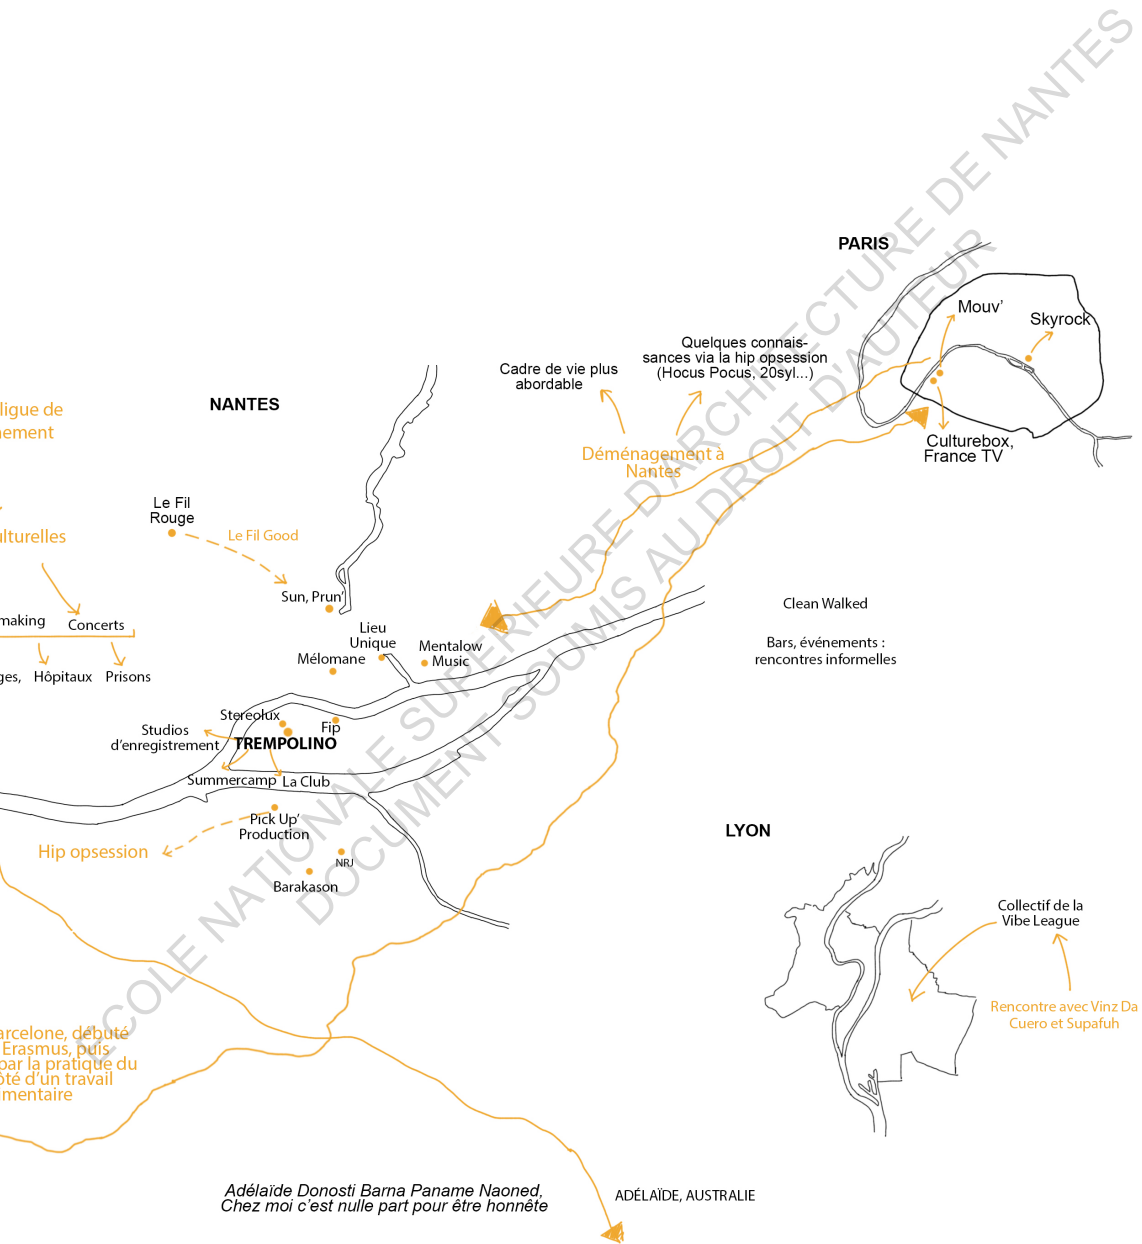 PARIS
Mouv'
Skyrock
Culturebox,
France TV
Quelques connais-
sances via la hip opsession
(Hocus Pocus, 20syl...)
Cadre de vie plus
abordable
Déménagement à
Nantes
NANTES
ligue de
nement
Le Fil
Rouge
Le Fil Good
ulturelles
Sun, Prun'
making
Concerts
Lieu
Unique
Mentalow
Music
Mélomane
ges,
Hôpitaux
Prisons
Clean Walked
Bars, événements :
rencontres informelles
Stereolux
Fip
Studios
d'enregistrement
TREMPOLINO
Summercamp
La Club
Pick Up'
Production
Hip opsession
NRJ
Barakason
LYON
Collectif de la
Vibe League
Rencontre avec Vinz Da
Cuero et Supafuh
arcelone, débuté
Erasmus, puis
par la pratique du
ôté d'un travail
imentaire
Adélaïde Donosti Barna Paname Naoned,
Chez moi c'est nulle part pour être honnête
ADÉLAÏDE, AUSTRALIE
ECOLE NATIONALE SUPERIEURE D'ARCHITECTURE DE NANTES
DOCUMENT SOUMIS AU DROIT D'AUTEUR